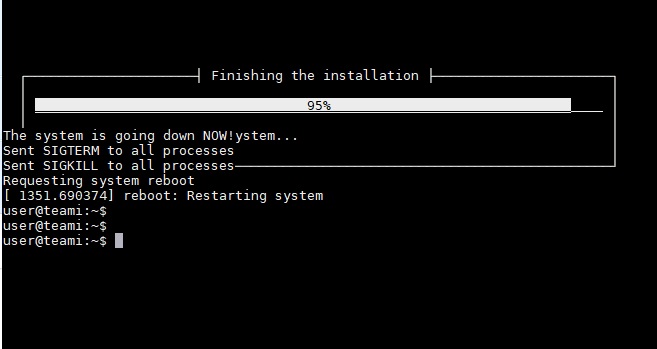 Finishing the installation
95%
The system is going down NOW!ystem...
Sent SIGTERM to all processes
Sent SIGKILL to all processes
Requesting system reboot
[ 1351.690374] reboot: Restarting system
user@teami:~$
user@teami:~$
user@teami:~$